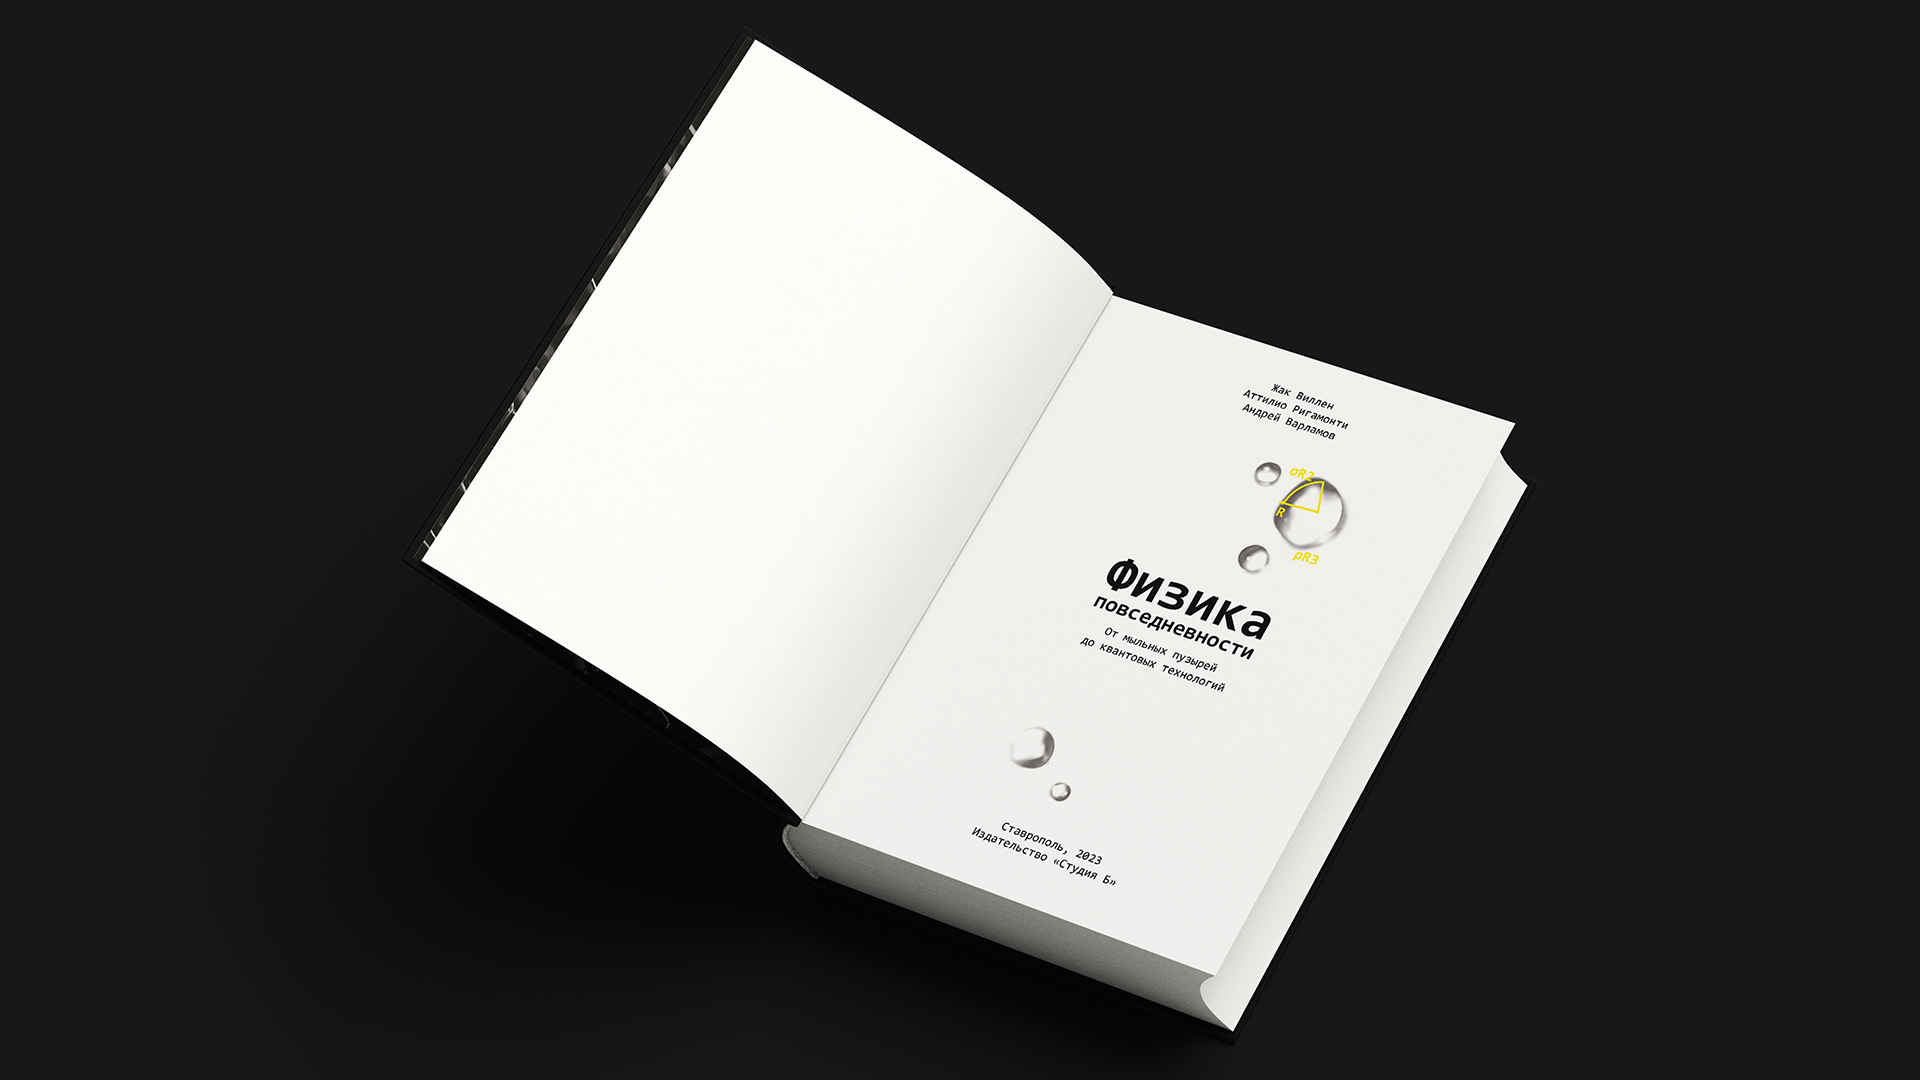 Жак Виллен
Аттилио Ригамонти
Андрей Варламов
σR2
R
ρR3
Физика
повседневности
От мыльных пузырей
до квантовых технологий
Ставрополь, 2023
Издательство «Студия Б»